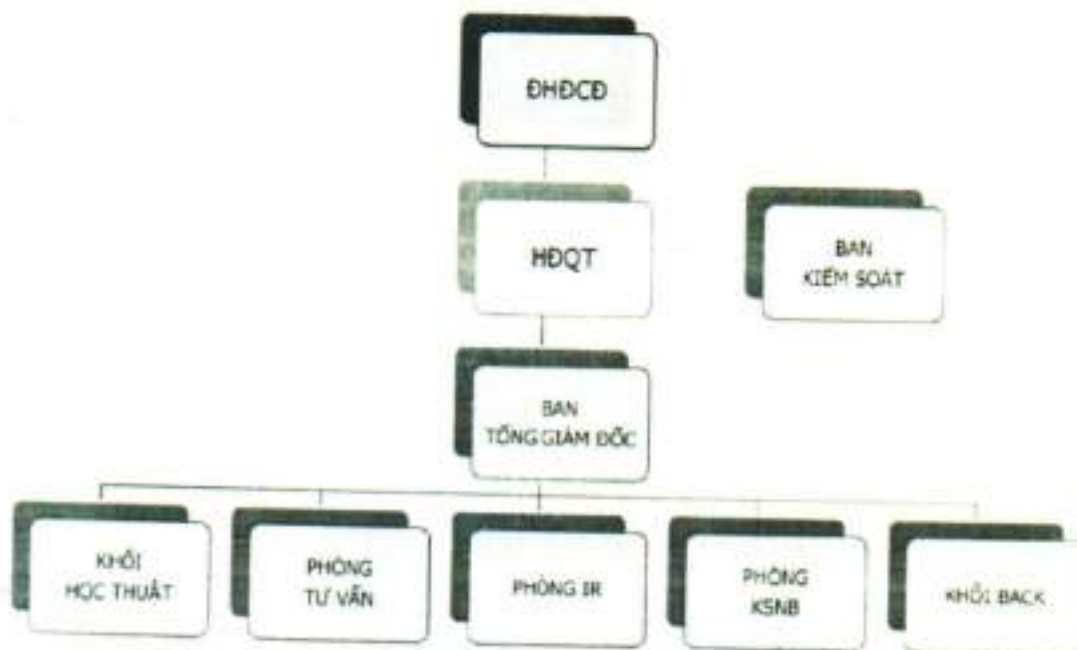 ĐHĐCĐ
HĐQT
BAN
KIỂM SOÁT
BAN
TỔNG GIÁM ĐỐC
KHỐI
HỌC THUẬT
PHÒNG
TƯ VẤN
PHÒNG IR
PHÒNG
KSNB
KHỐI BACK